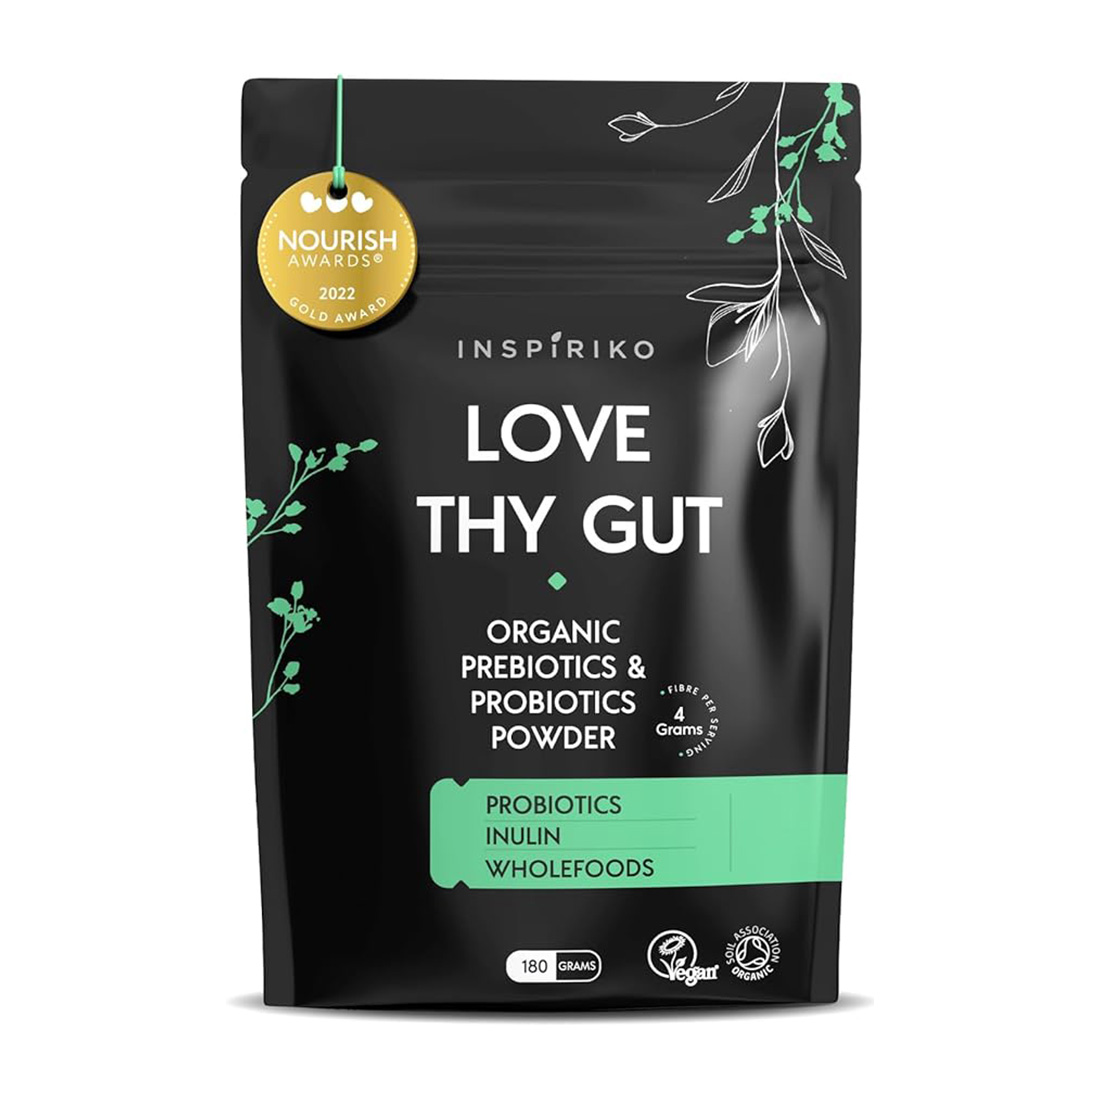 NOURISH
AWARDS®
2022
GOLD AWARD
INSPIRIKO
LOVE
THY GUT
ORGANIC
PREBIOTICS &
PROBIOTICS
POWDER
• FIBRE PER SERVING •
4
Grams
PROBIOTICS
INULIN
WHOLEFOODS
180 GRAMS
Vegan
SOIL ASSOCIATION
ORGANIC